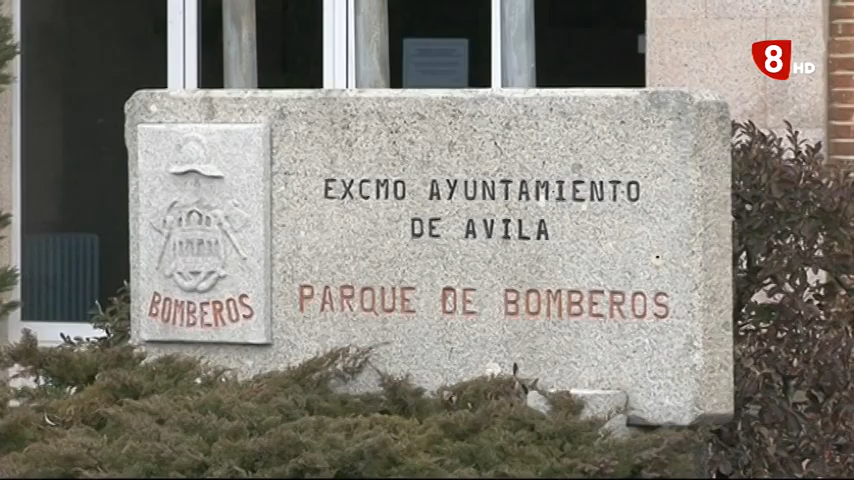 8 HD
EXCMO AYUNTAMIENTO
DE AVILA
PARQUE DE BOMBEROS
BOMBEROS